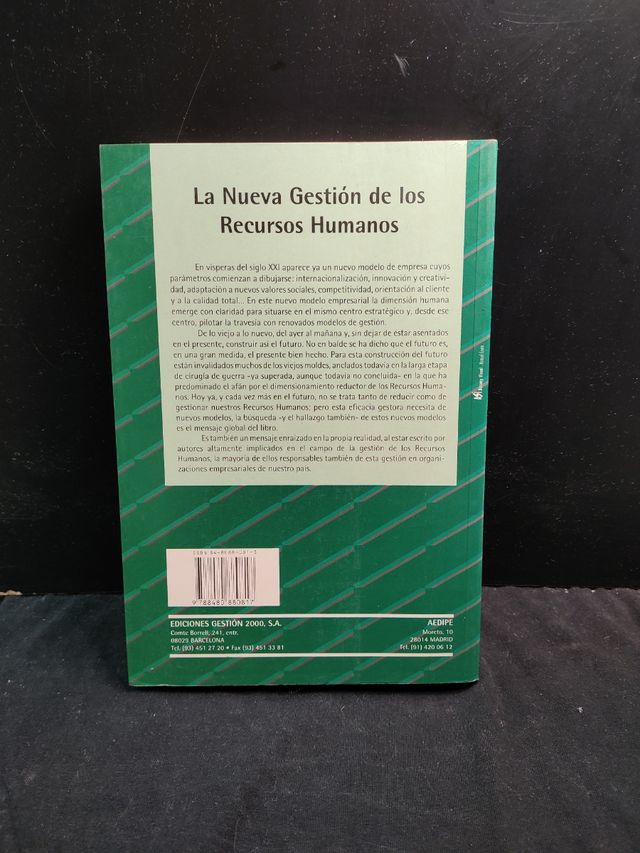 La Nueva Gestión de los
Recursos Humanos
En vísperas del siglo XXI aparece ya un nuevo modelo de empresa cuyos
parámetros comienzan a dibujarse: internacionalización, innovación y creativi-
dad, adaptación a nuevos valores sociales, competitividad, orientación al cliente
y a la calidad total... En este nuevo modelo empresarial la dimensión humana
emerge con claridad para situarse en el mismo centro estratégico y, desde ese
centro, pilotar la travesía con renovados modelos de gestión.
De lo viejo a lo nuevo, del ayer al mañana y, sin dejar de estar asentados
en el presente, construir así el futuro. No en balde se ha dicho que el futuro es,
en una gran medida, el presente bien hecho. Para esta construcción del futuro
están invalidados muchos de los viejos moldes, anclados todavía en la larga etapa
de cirugía de guerra -ya superada, aunque todavía no concluida- en la que ha
predominado el afán por el dimensionamiento reductor de los Recursos Huma-
nos. Hoy ya, y cada vez más en el futuro, no se trata tanto de reducir como de
gestionar nuestros Recursos Humanos; pero esta eficacia gestora necesita de
nuevos modelos, la búsqueda -y el hallazgo también- de estos nuevos modelos
es el mensaje global del libro.
Es también un mensaje enraizado en la propia realidad, al estar escrito por
autores altamente implicados en el campo de la gestión de los Recursos
Humanos, la mayoría de ellos responsables también de esta gestión en organi-
zaciones empresariales de nuestro país.
9 788480 880817
EDICIONES GESTIÓN 2000, S.A.
Comte Borrell, 241, entr.
08029 BARCELONA
Tel. (93) 451 27 20 • Fax (93) 451 33 81
AEDIPE
Moreto, 10
28014 MADRID
Tel. (91) 420 06 12